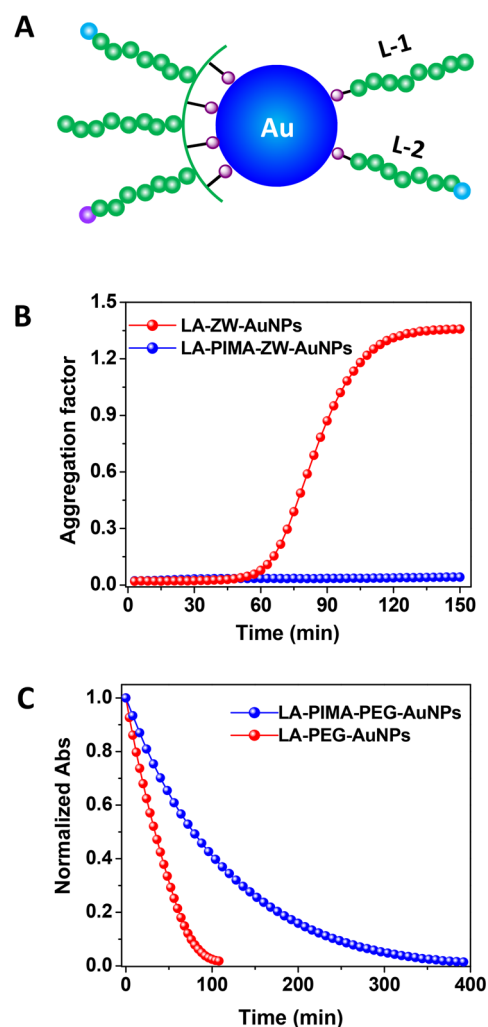 A
L-1
Au
L-2
B
1.5
1.2
0.9
0.6
0.3
0.0
Aggregation factor
LA-ZW-AuNPs
LA-PIMA-ZW-AuNPs
0 30 60 90 120 150
Time (min)
C
1.0
0.8
0.6
0.4
0.2
0.0
Normalized Abs
LA-PIMA-PEG-AuNPs
LA-PEG-AuNPs
0 100 200 300 400
Time (min)